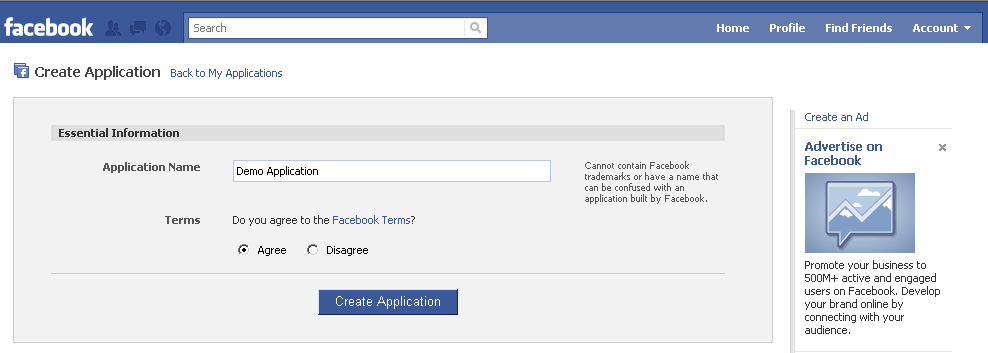 facebook
Search
Home Profile Find Friends Account
Create Application Back to My Applications
Essential Information
Application Name
Demo Application
Cannot contain Facebook
trademarks or have a name that
can be confused with an
application built by Facebook.
Terms
Do you agree to the Facebook Terms?
Agree Disagree
Create Application
Create an Ad
Advertise on
Facebook
Promote your business to
500M+ active and engaged
users on Facebook. Develop
your brand online by
connecting with your
audience.